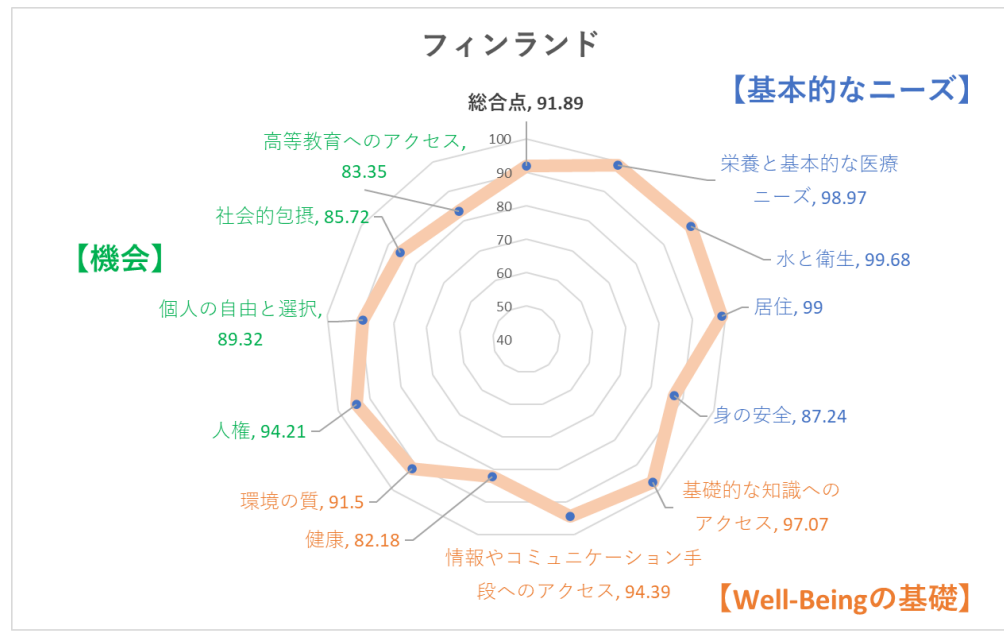 フィンランド
【基本的なニーズ】
総合点, 91.89
高等教育へのアクセス,
83.35
栄養と基本的な医療
ニーズ, 98.97
社会的包摂, 85.72
水と衛生, 99.68
【機会】
個人の自由と選択,
89.32
居住, 99
身の安全, 87.24
人権, 94.21
基礎的な知識への
アクセス, 97.07
環境の質, 91.5
健康, 82.18
情報やコミュニケーション手
段へのアクセス, 94.39
【Well-Beingの基礎】
100
90
80
70
60
50
40